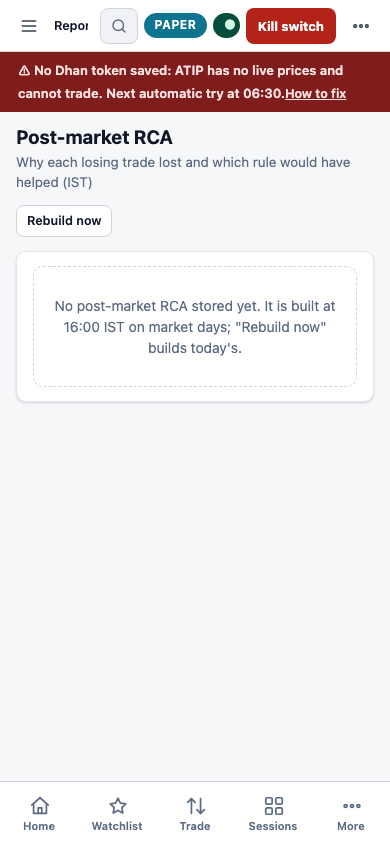 Repor
PAPER
Kill switch
⚠ No Dhan token saved: ATIP has no live prices and
cannot trade. Next automatic try at 06:30.How to fix
Post-market RCA
Why each losing trade lost and which rule would have
helped (IST)
Rebuild now
No post-market RCA stored yet. It is built at
16:00 IST on market days; "Rebuild now"
builds today's.
Home
Watchlist
Trade
Sessions
More